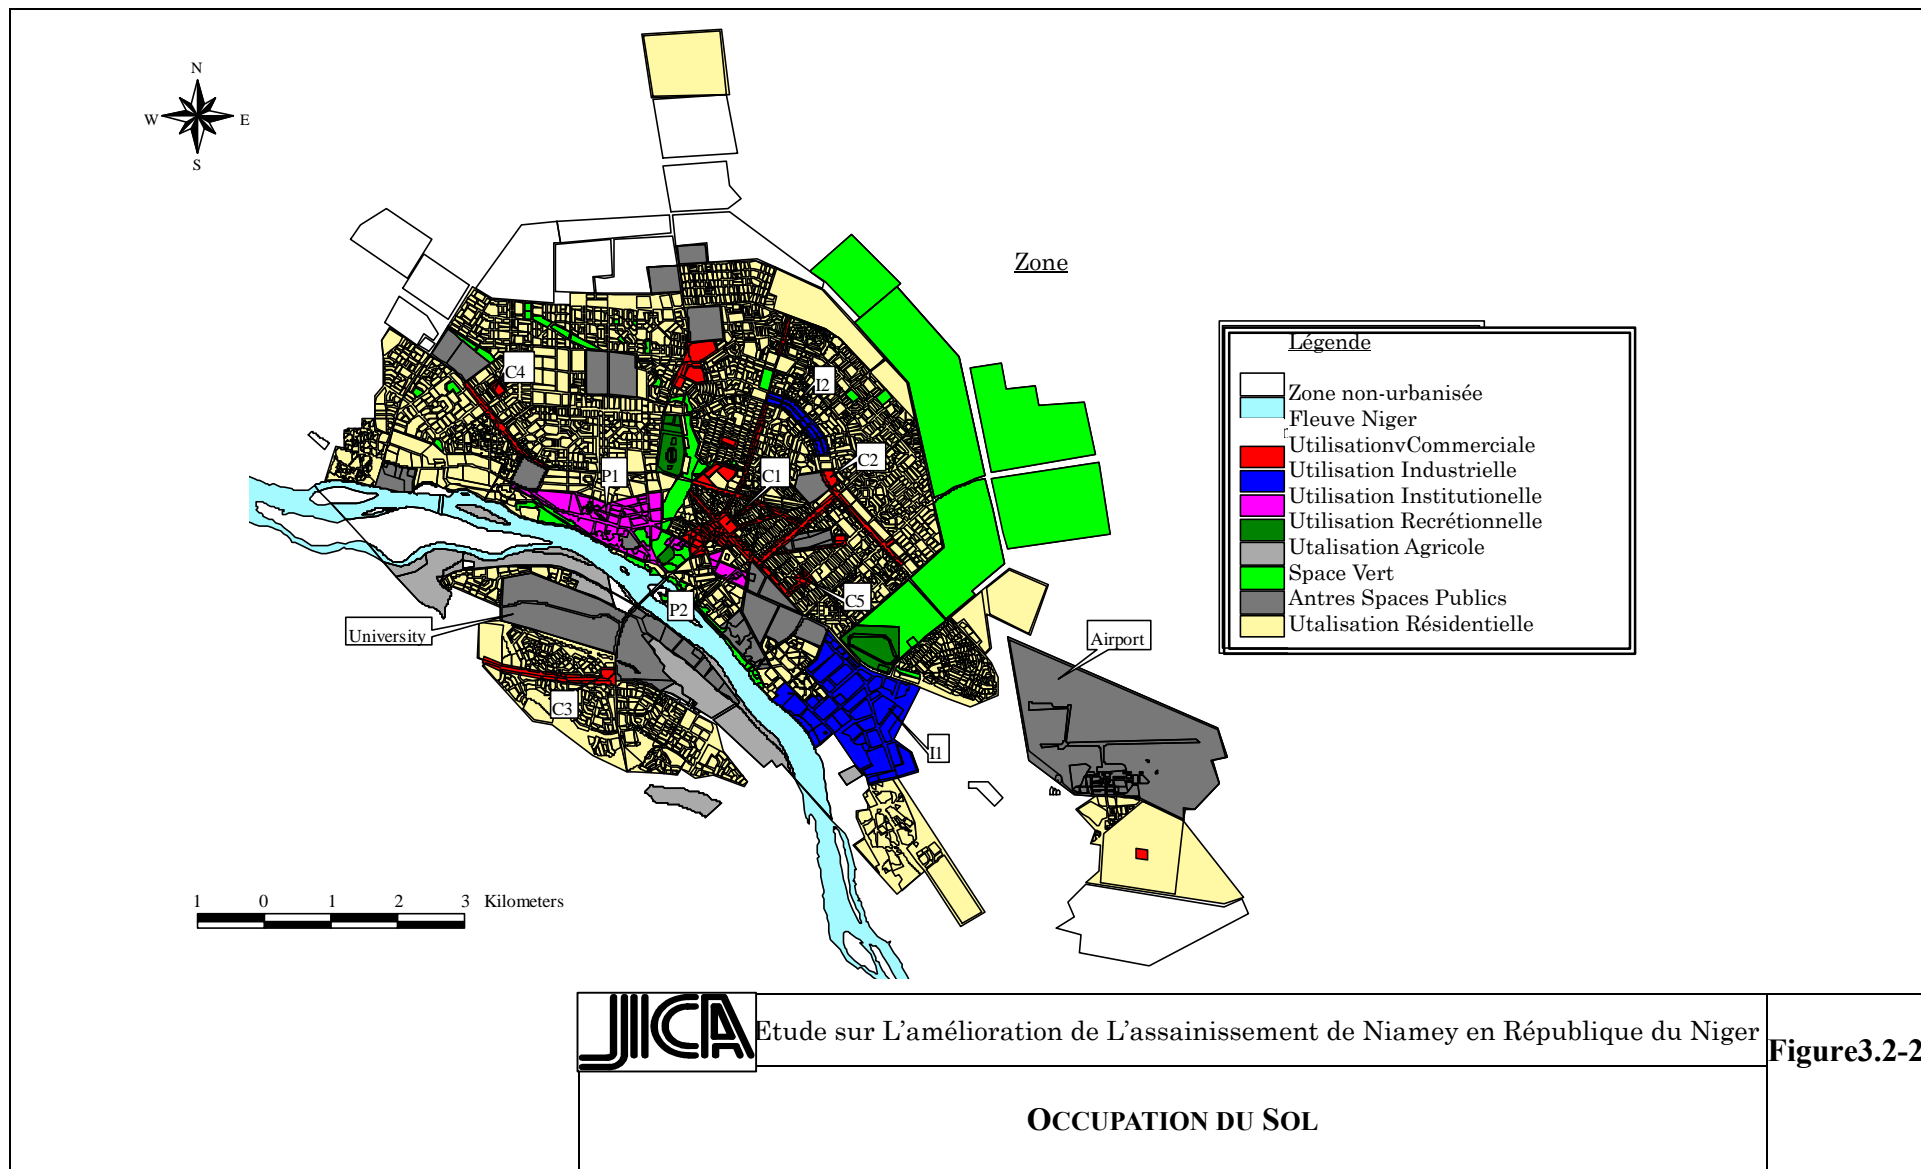 N
W E
S
Zone
Légende
Zone non-urbanisée
Fleuve Niger
UtilisationvCommerciale
Utilisation Industrielle
Utilisation Institutionelle
Utilisation Recrétionnelle
Utalisation Agricole
Space Vert
Antres Spaces Publics
Utalisation Résidentielle
C4
I2
C2
C1
P1
C5
P2
University
Airport
C3
I1
1 0 1 2 3 Kilometers
JICA
Etude sur L'amélioration de L'assainissement de Niamey en République du Niger
Figure3.2-2
OCCUPATION DU SOL